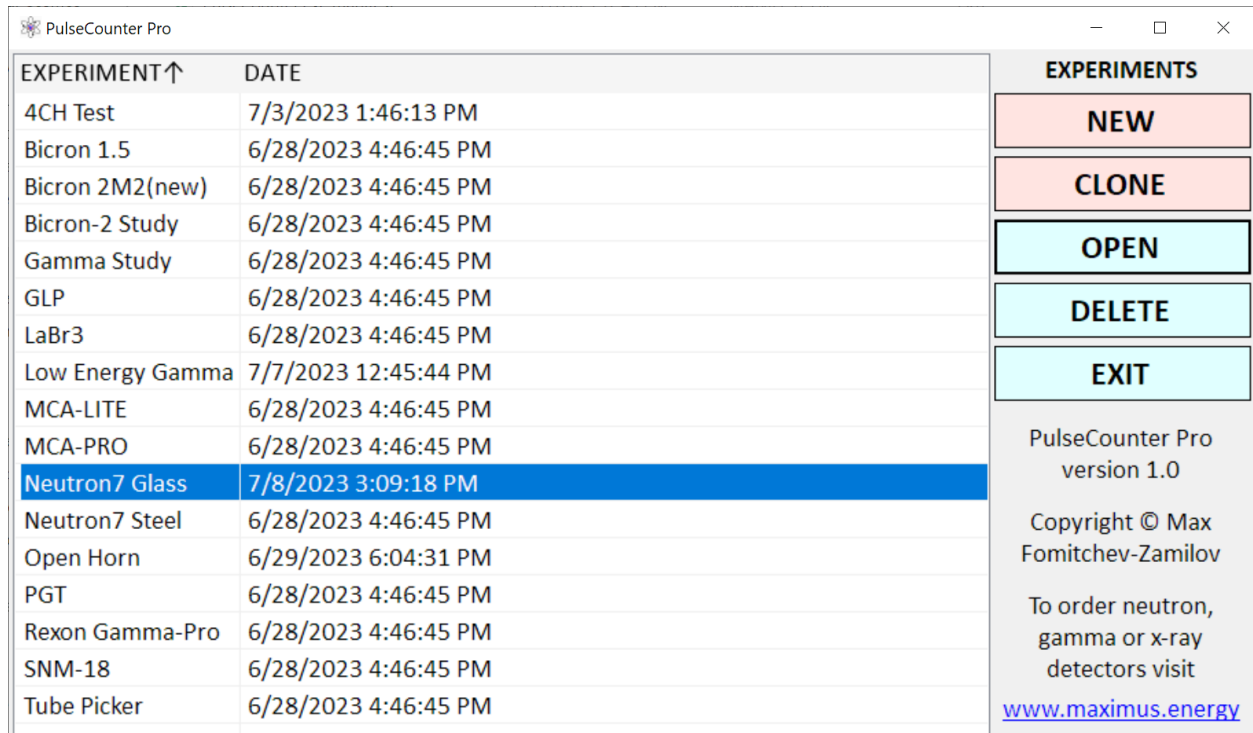 PulseCounter Pro
EXPERIMENT↑ DATE
4CH Test 7/3/2023 1:46:13 PM
Bicron 1.5 6/28/2023 4:46:45 PM
Bicron 2M2(new) 6/28/2023 4:46:45 PM
Bicron-2 Study 6/28/2023 4:46:45 PM
Gamma Study 6/28/2023 4:46:45 PM
GLP 6/28/2023 4:46:45 PM
LaBr3 6/28/2023 4:46:45 PM
Low Energy Gamma 7/7/2023 12:45:44 PM
MCA-LITE 6/28/2023 4:46:45 PM
MCA-PRO 6/28/2023 4:46:45 PM
Neutron7 Glass 7/8/2023 3:09:18 PM
Neutron7 Steel 6/28/2023 4:46:45 PM
Open Horn 6/29/2023 6:04:31 PM
PGT 6/28/2023 4:46:45 PM
Rexon Gamma-Pro 6/28/2023 4:46:45 PM
SNM-18 6/28/2023 4:46:45 PM
Tube Picker 6/28/2023 4:46:45 PM
EXPERIMENTS
NEW
CLONE
OPEN
DELETE
EXIT
PulseCounter Pro
version 1.0
Copyright © Max
Fomitchev-Zamilov
To order neutron,
gamma or x-ray
detectors visit
www.maximus.energy